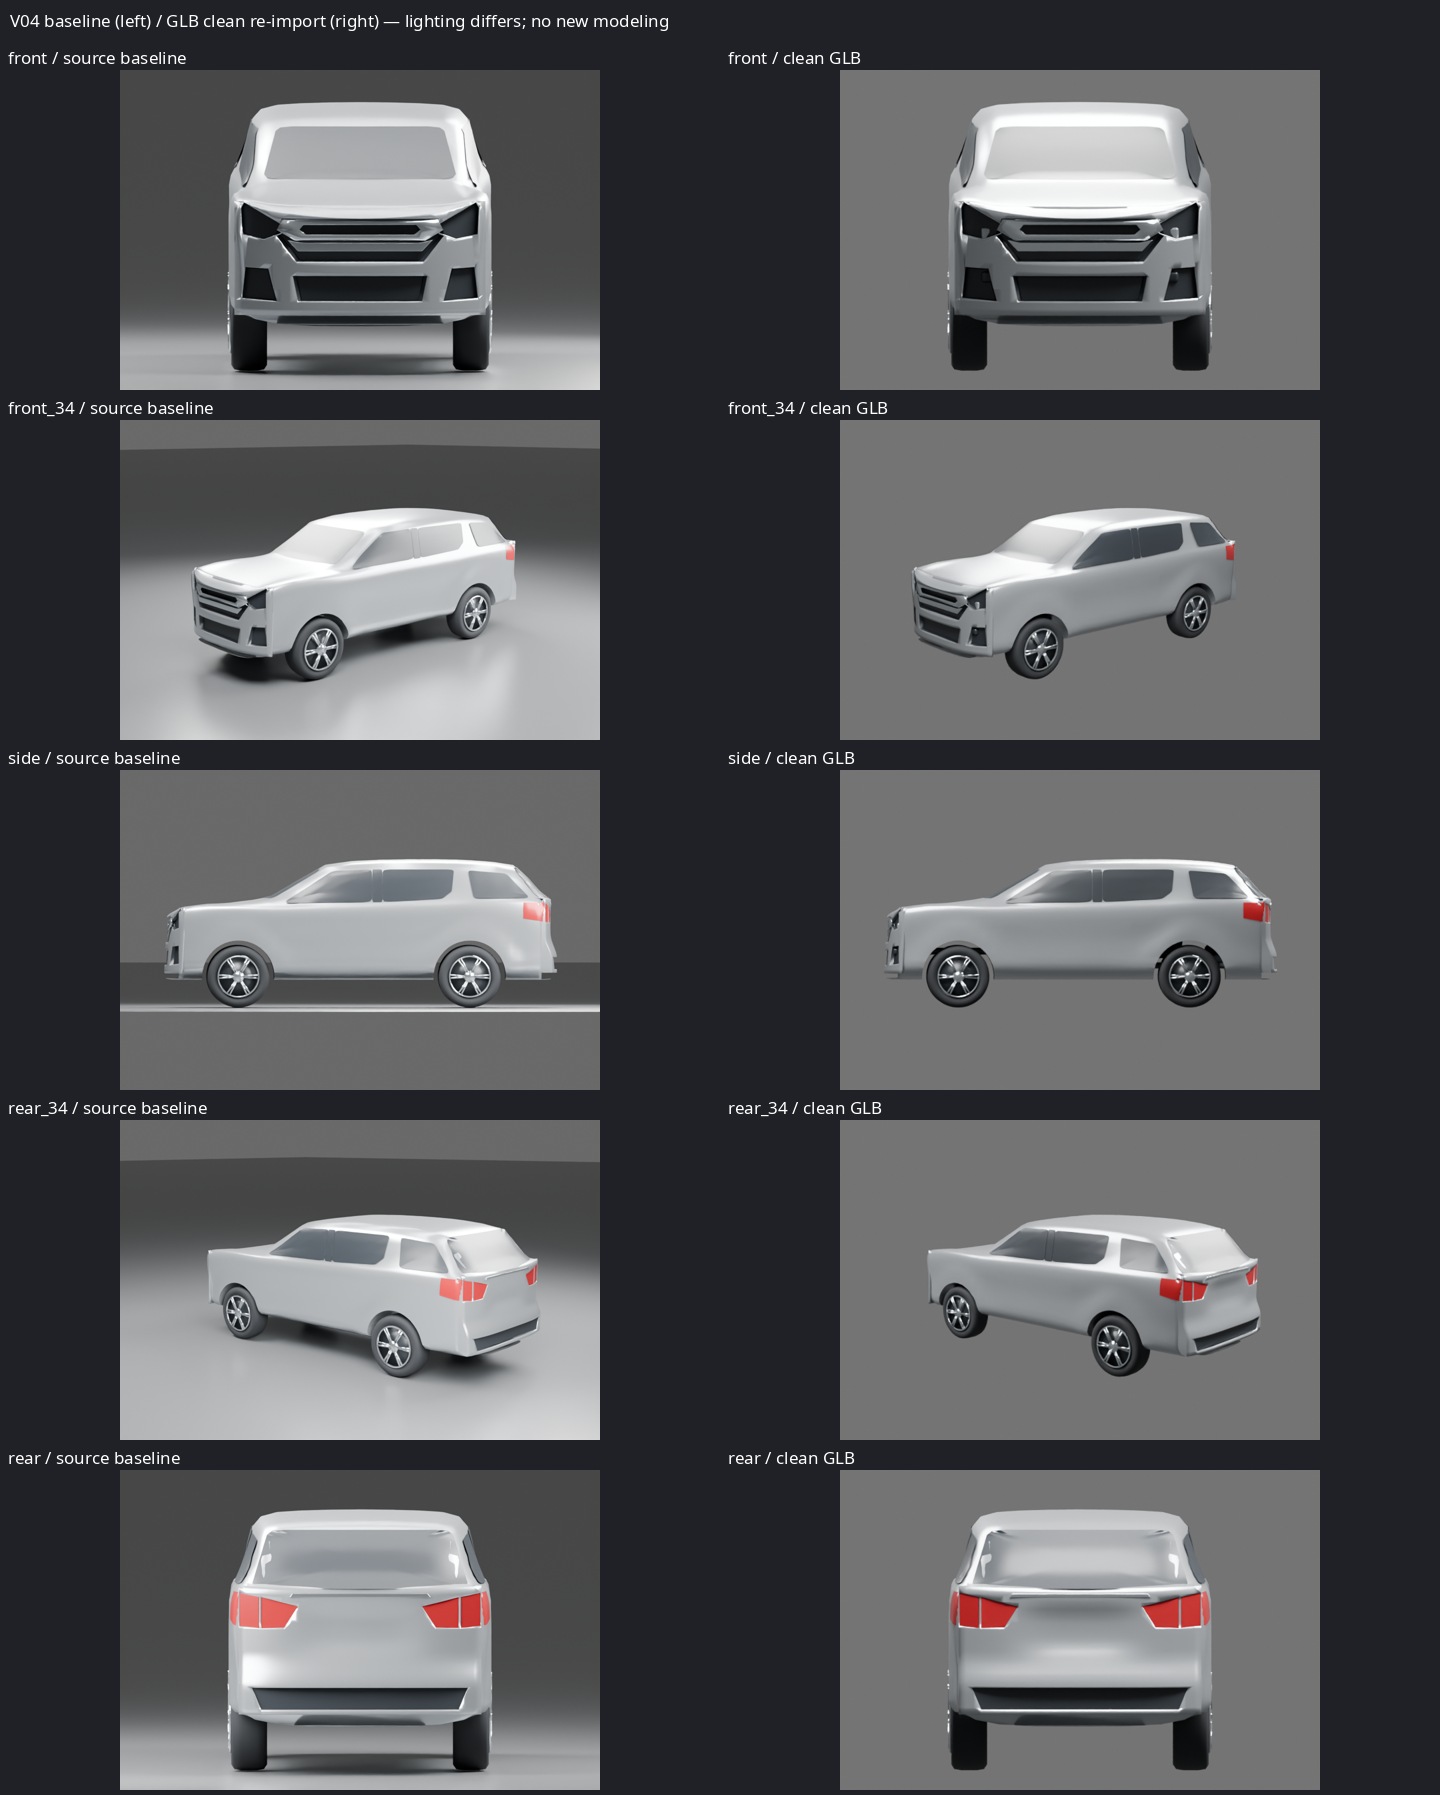 V04 baseline (left) / GLB clean re-import (right) — lighting differs; no new modeling
front / source baseline
front / clean GLB
front_34 / source baseline
front_34 / clean GLB
side / source baseline
side / clean GLB
rear_34 / source baseline
rear_34 / clean GLB
rear / source baseline
rear / clean GLB